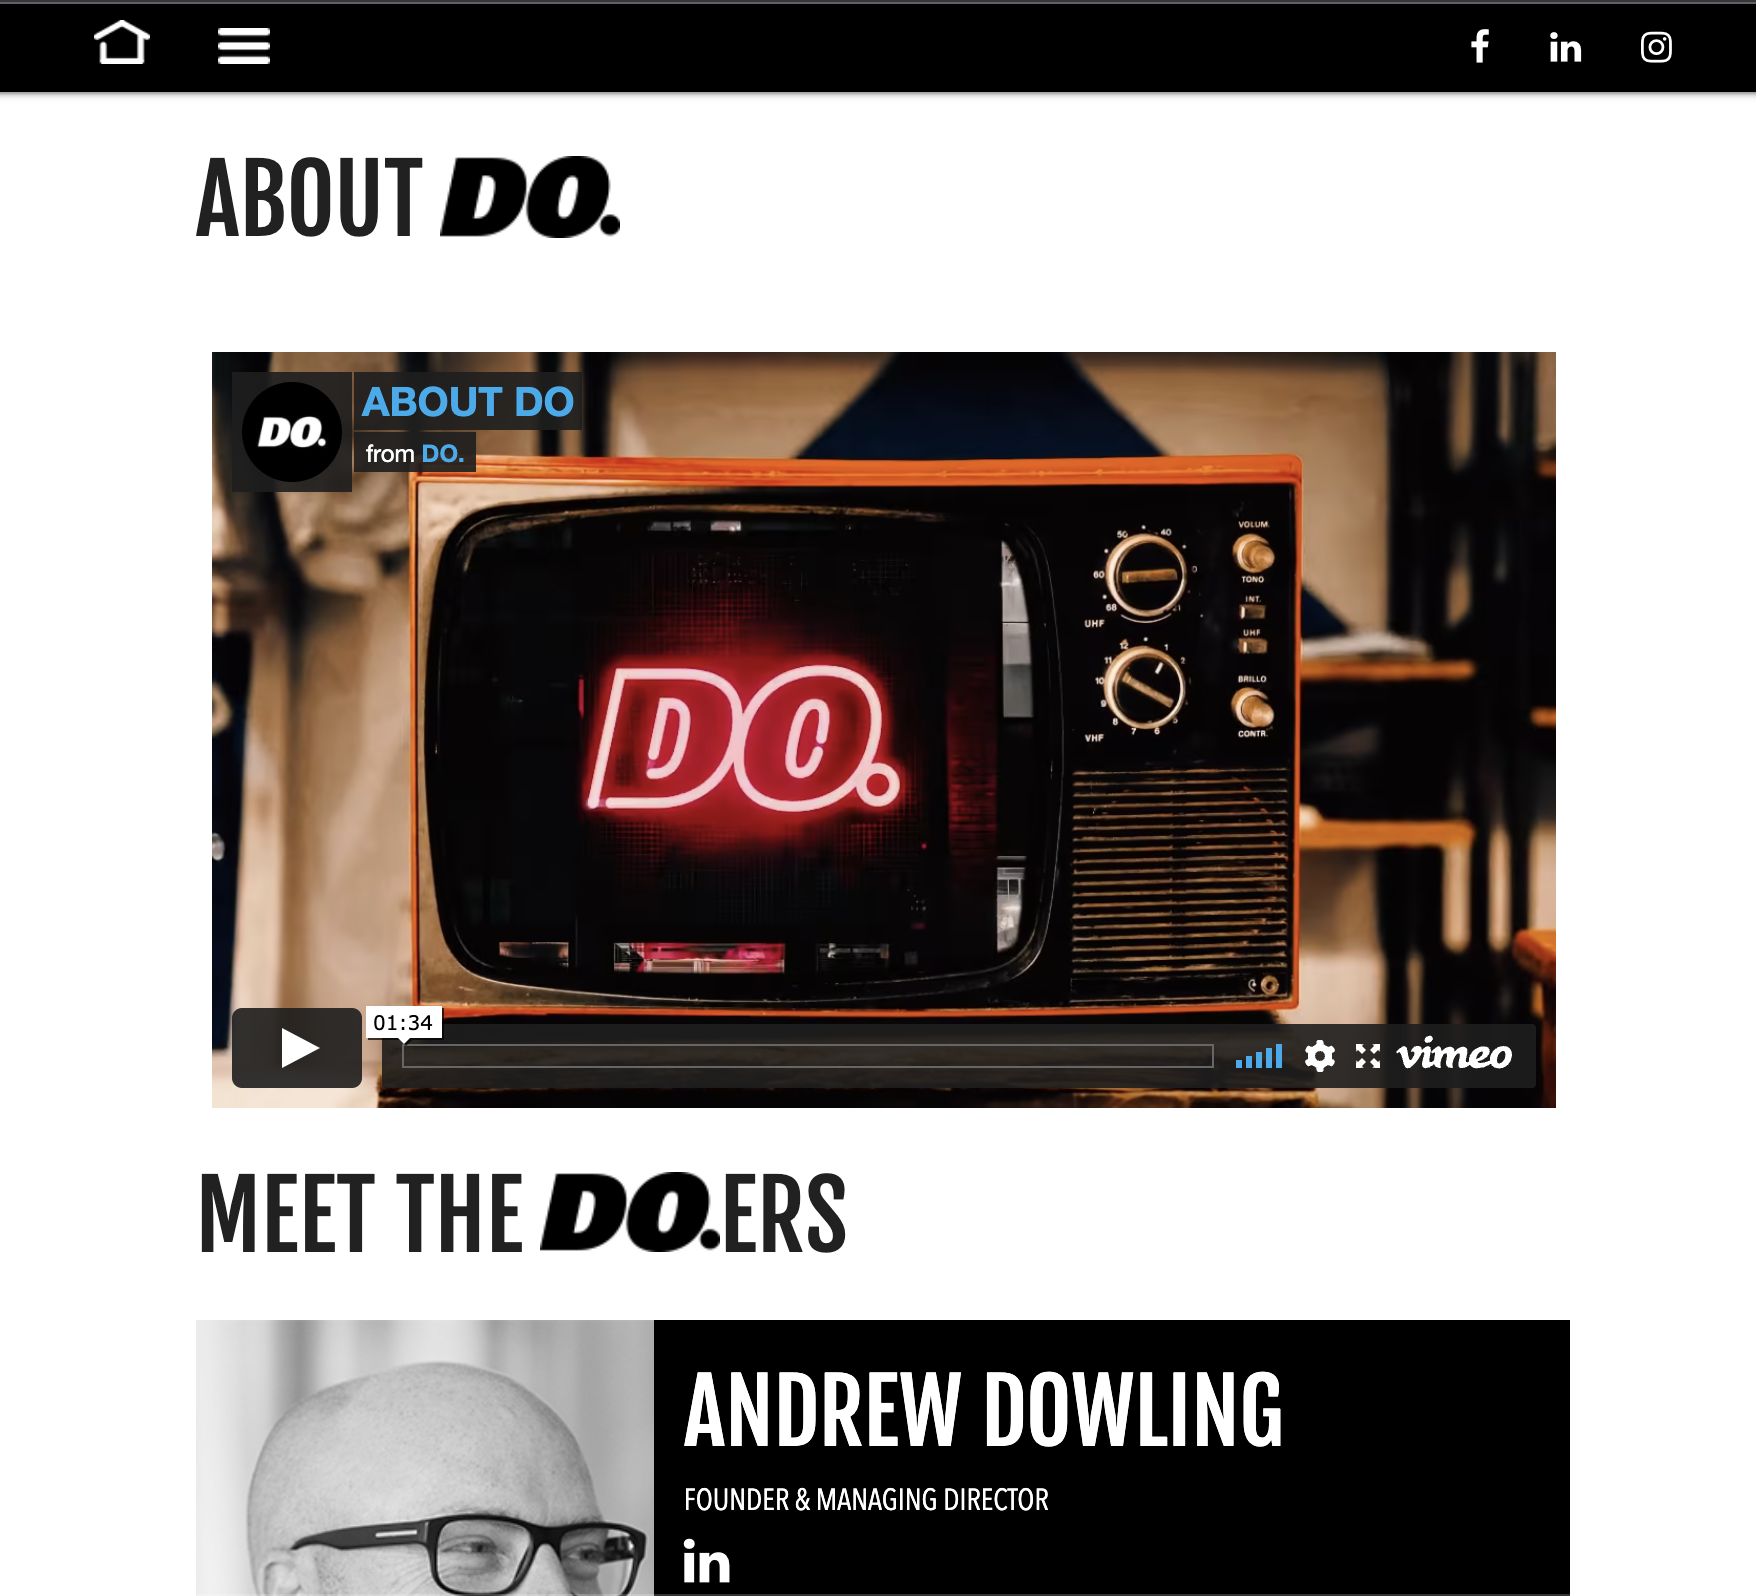 ABOUT DO.
DO.
ABOUT DO
from DO.
50 40
60 0
68 21
UHF
12 1
11 2
10
9
8 5
7 6
VHF
VOLUM.
TONO
INT.
UHF
BRILLO
CONTR.
DO.
01:34
vimeo
MEET THE DO.ERS
ANDREW DOWLING
FOUNDER & MANAGING DIRECTOR
in